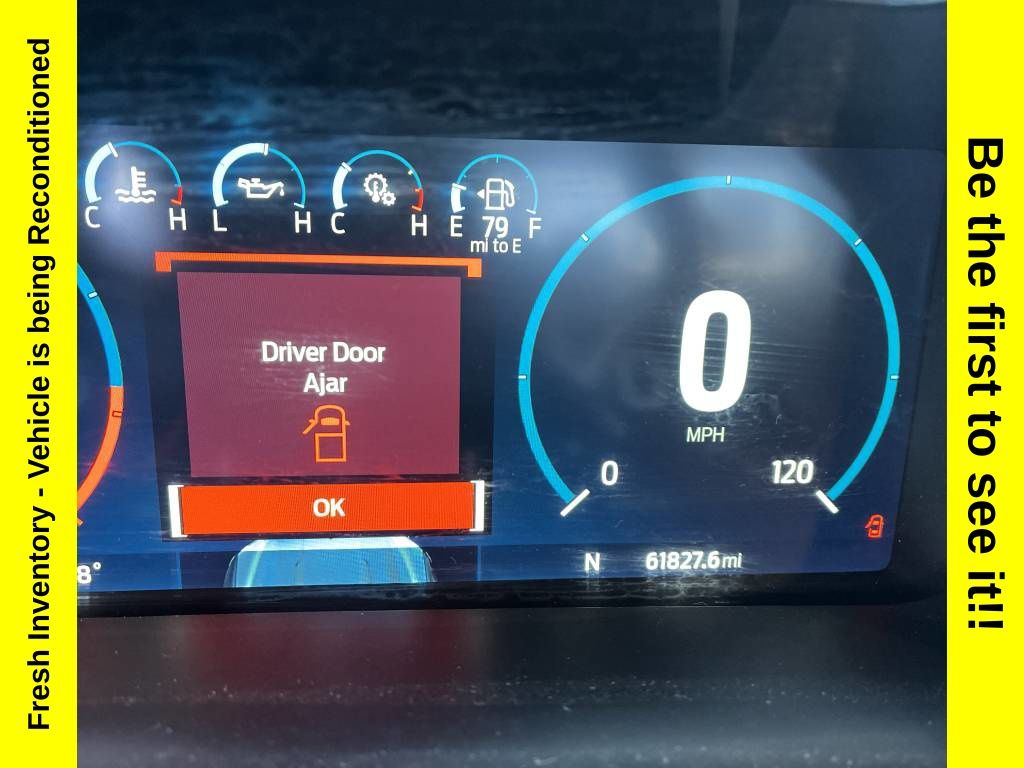 Fresh Inventory - Vehicle is being Reconditioned
C H L H C H E F
79
mi to E
Driver Door
Ajar
OK
0
MPH
0 120
8°
N 61827.6 mi
Be the first to see it!!